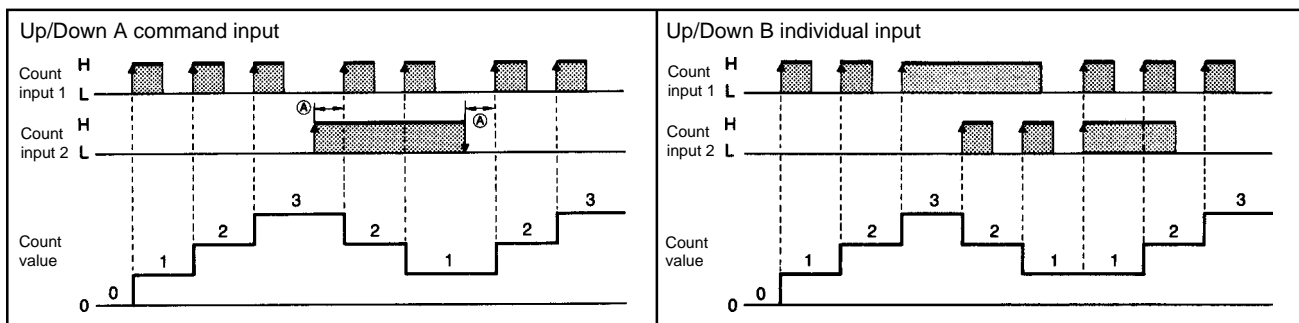 Up/Down A command input
Count input 1
H
L
Ⓐ
Ⓐ
Count input 2
H
L
3
3
2
2
2
1
1
Count value
0
0
Up/Down B individual input
Count input 1
H
L
Count input 2
H
L
3
3
2
2
2
1
1
1
Count value
0
0